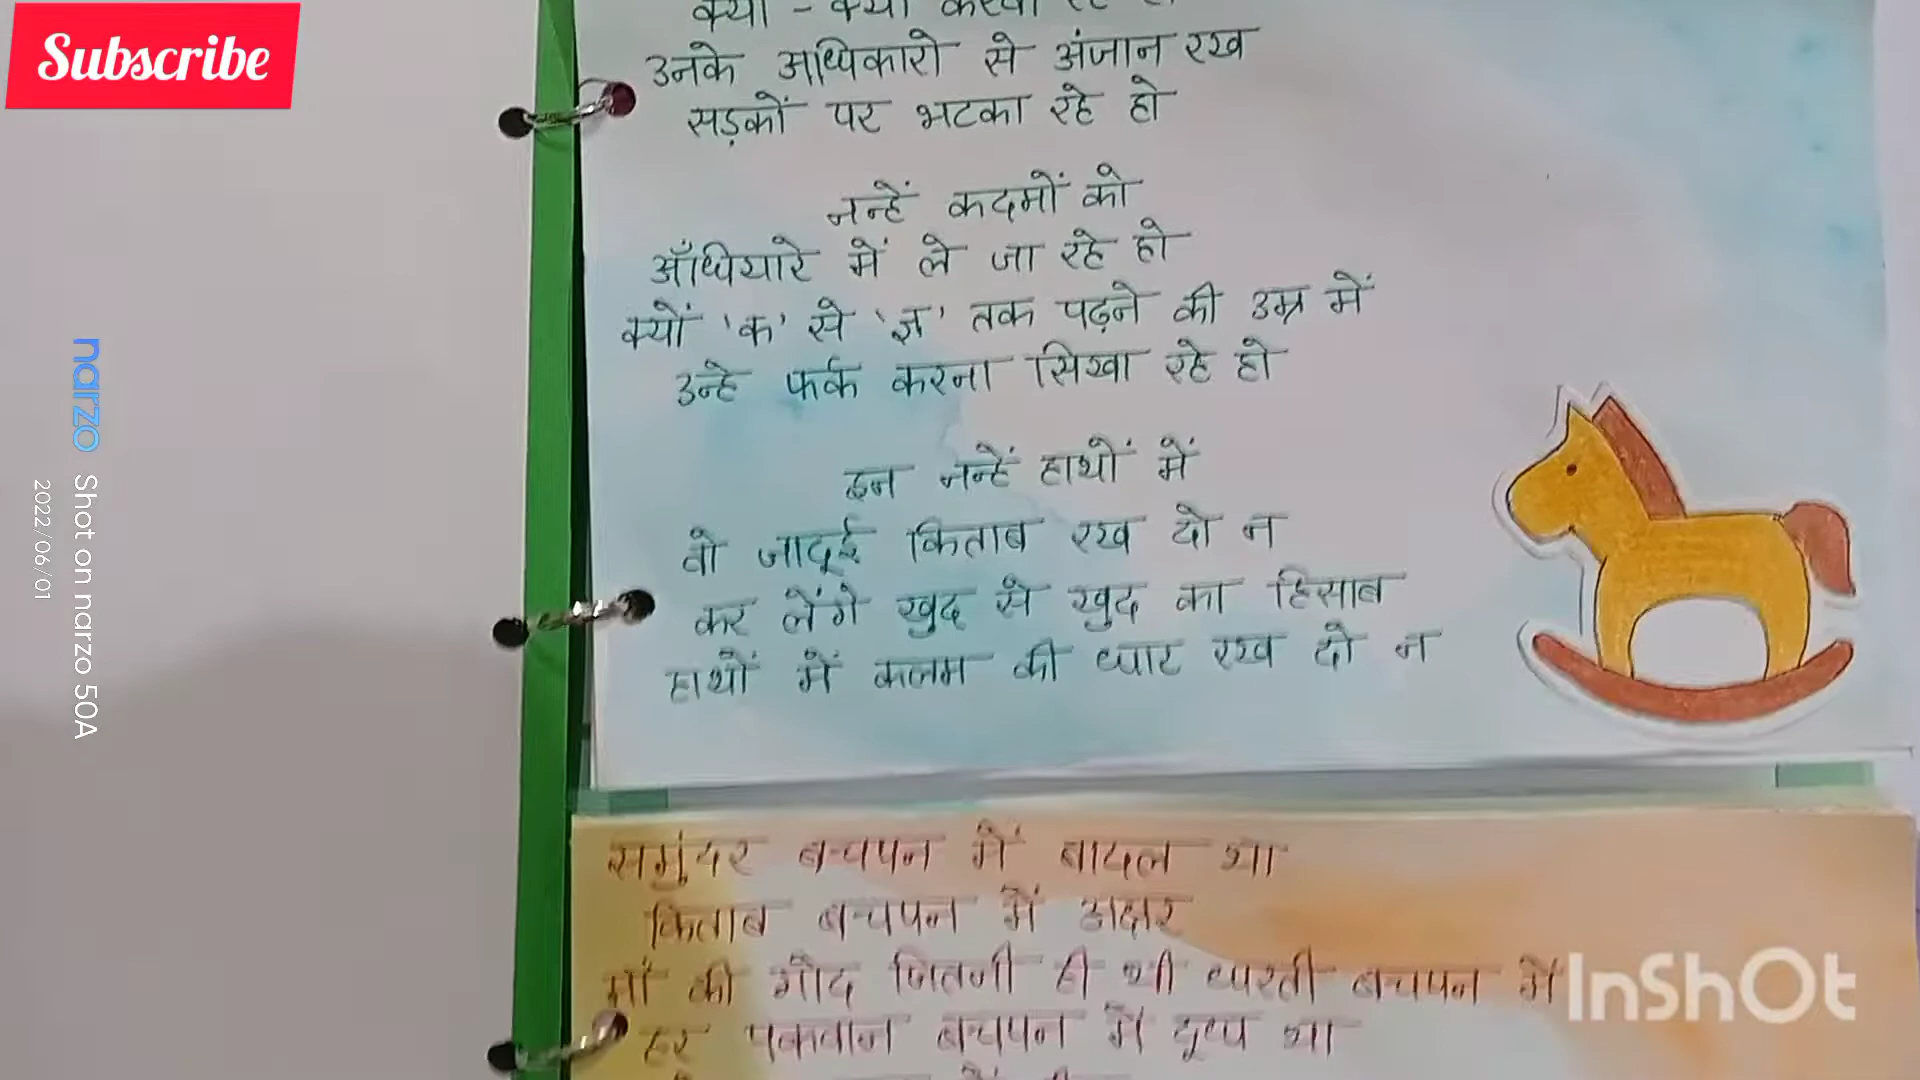 Subscribe
क्या - क्या करवा रहे हो
उनके अधिकारो से अंजान रख
सड़कों पर भटका रहे हो
नन्हें कदमों को
अँधियारे में ले जा रहे हो
क्यों 'क' से 'ज्ञ' तक पढ़ने की उम्र में
उन्हे फर्क करना सिखा रहे हो
इन नन्हें हाथों में
वो जादूई किताब रख दो न
कर लेंगे खुद से खुद का हिसाब
हाथों में कलम की धार रख दो न
समुंदर बचपन में बादल था
किताब बचपन में अक्षर
माँ की गोद जितनी ही थी धरती बचपन में
हर पकवान बचपन में दूध था
narzo Shot on narzo 50A
2022/06/01
InShOt